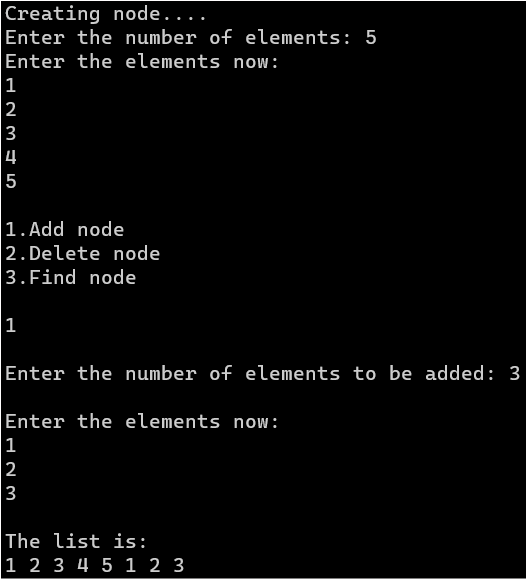 Creating node....
Enter the number of elements: 5
Enter the elements now:
1
2
3
4
5
1.Add node
2.Delete node
3.Find node
1
Enter the number of elements to be added: 3
Enter the elements now:
1
2
3
The list is:
1 2 3 4 5 1 2 3